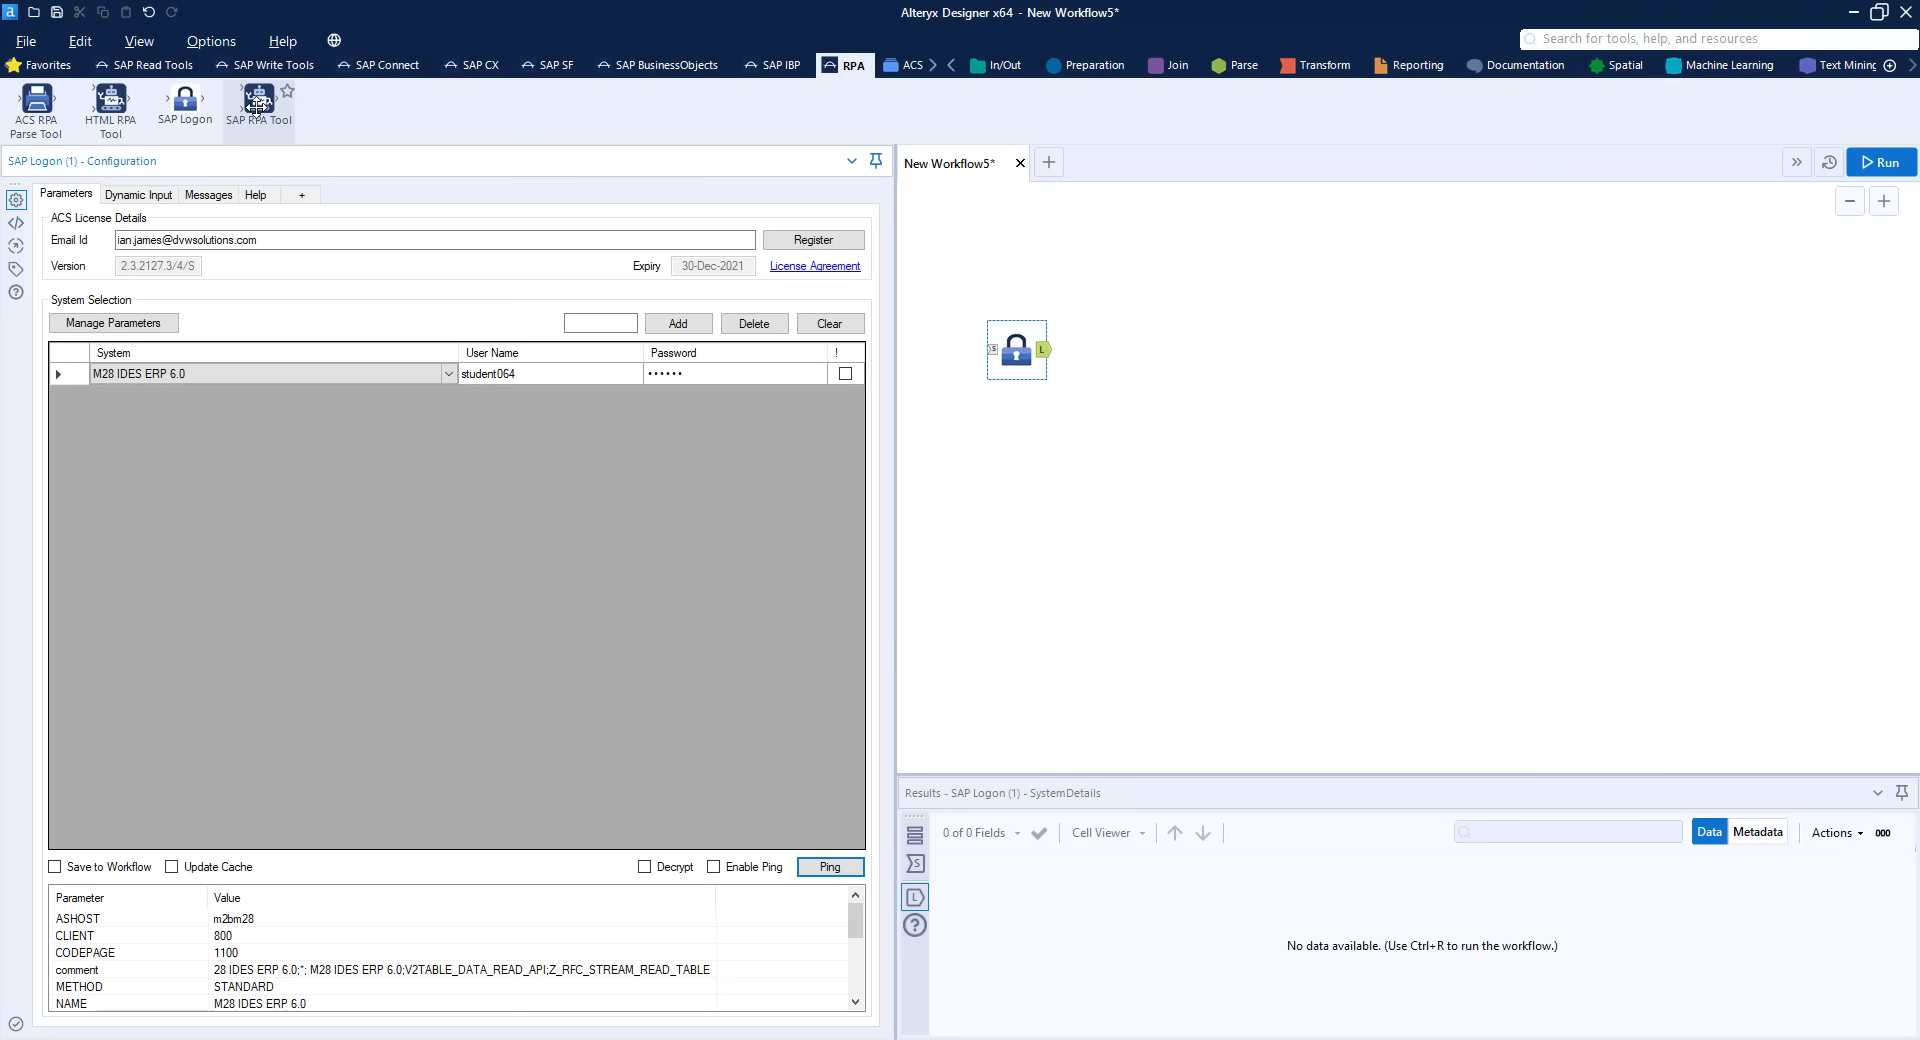 a
Alteryx Designer x64 - New Workflow5*
File Edit View Options Help
Search for tools, help, and resources
Favorites SAP Read Tools SAP Write Tools SAP Connect SAP CX SAP SF SAP BusinessObjects SAP IBP RPA ACS In/Out Preparation Join Parse Transform Reporting Documentation Spatial Machine Learning Text Mining
ACS RPA Parse Tool
HTML RPA Tool
SAP Logon
SAP RPA Tool
SAP Logon (1) - Configuration
New Workflow5*
Run
Parameters Dynamic Input Messages Help +
ACS License Details
Email Id ian.james@dvwsolutions.com Register
Version 2.3.2127.3/4/S Expiry 30-Dec-2021 License Agreement
System Selection
Manage Parameters Add Delete Clear
System User Name Password !
M28 IDES ERP 6.0 student064 ••••••
S L
Save to Workflow Update Cache Decrypt Enable Ping Ping
Parameter Value
ASHOST m2bm28
CLIENT 800
CODEPAGE 1100
comment 28 IDES ERP 6.0;*; M28 IDES ERP 6.0;V2TABLE_DATA_READ_API;Z_RFC_STREAM_READ_TABLE
METHOD STANDARD
NAME M28 IDES ERP 6.0
Results - SAP Logon (1) - SystemDetails
0 of 0 Fields Cell Viewer Data Metadata Actions 000
S
L
No data available. (Use Ctrl+R to run the workflow.)